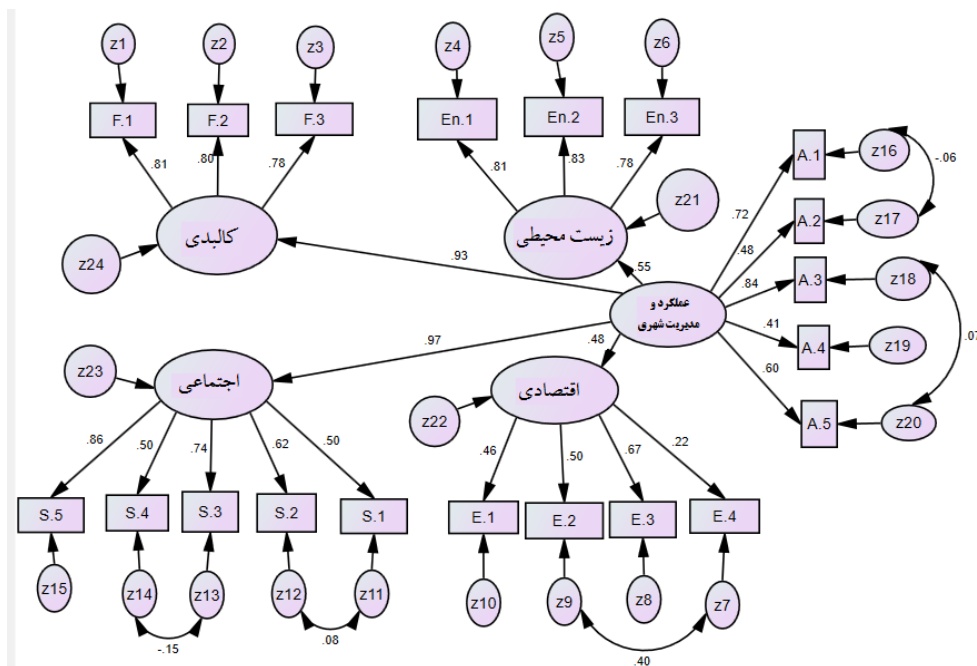 z1 z2 z3 z4 z5 z6
F.1 F.2 F.3 En.1 En.2 En.3
A.1 z16
-.06
.81 .80 .78 .81 .83 .78
A.2 z17
.72
z21
.48
کالبدی
زیست محیطی
z24
.93
.55
.84
A.3 z18
عملکرد و
مدیریت شهری
.41
A.4 z19
.07
.97
.48
.60
z23
اجتماعی
اقتصادی
z22
A.5 z20
.86 .50 .74 .62 .50
.46 .50 .67 .22
S.5 S.4 S.3 S.2 S.1
E.1 E.2 E.3 E.4
z15 z14 z13 z12 z11
z10 z9 z8 z7
-.15 .08
.40